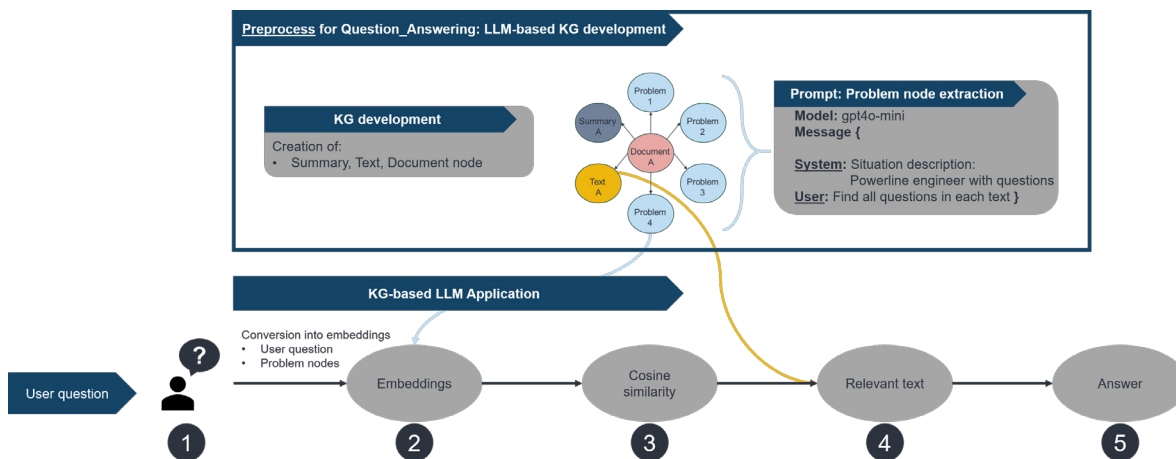 Preprocess for Question_Answering: LLM-based KG development
KG development
Creation of:
• Summary, Text, Document node
Problem
1
Summary
A
Problem
2
Document
A
Text
A
Problem
3
Problem
4
Prompt: Problem node extraction
Model: gpt4o-mini
Message {
System: Situation description:
Powerline engineer with questions
User: Find all questions in each text }
KG-based LLM Application
Conversion into embeddings
• User question
• Problem nodes
?
User question
Embeddings
Cosine
similarity
Relevant text
Answer
1
2
3
4
5